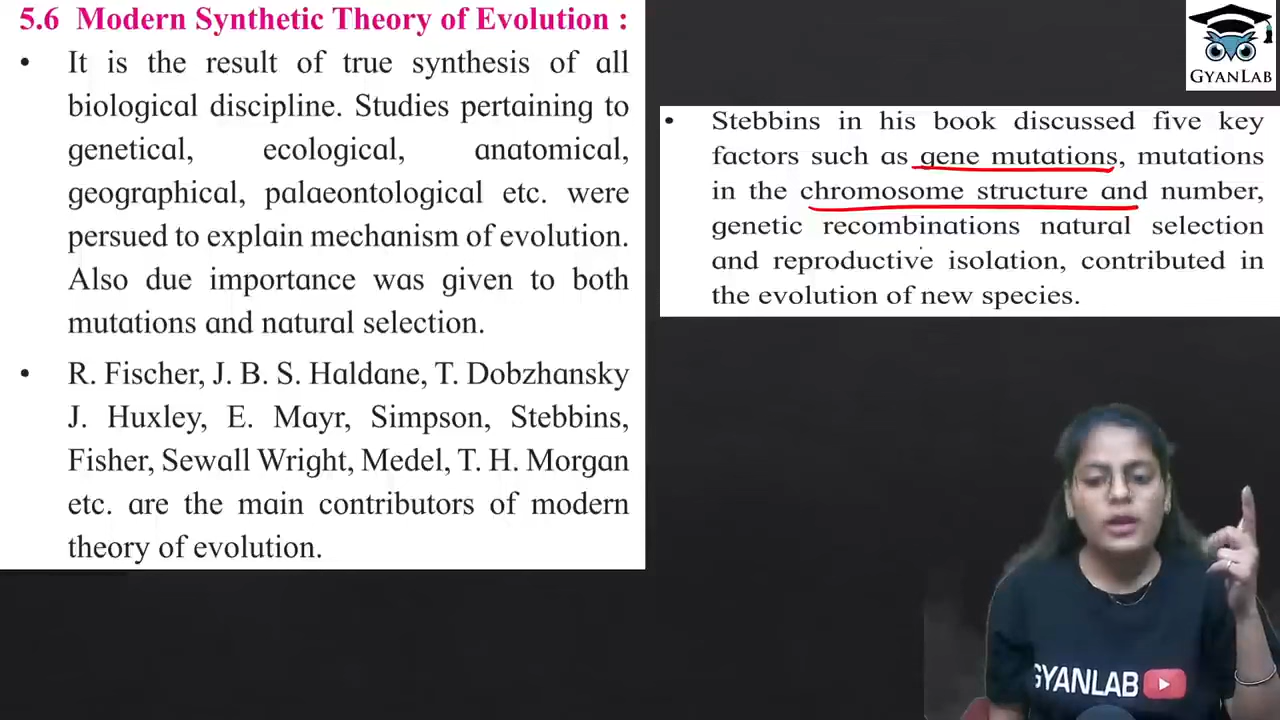 5.6 Modern Synthetic Theory of Evolution :
• It is the result of true synthesis of all
biological discipline. Studies pertaining to
genetical, ecological, anatomical,
geographical, palaeontological etc. were
persued to explain mechanism of evolution.
Also due importance was given to both
mutations and natural selection.
• R. Fischer, J. B. S. Haldane, T. Dobzhansky
J. Huxley, E. Mayr, Simpson, Stebbins,
Fisher, Sewall Wright, Medel, T. H. Morgan
etc. are the main contributors of modern
theory of evolution.
GYANLAB
• Stebbins in his book discussed five key
factors such as gene mutations, mutations
in the chromosome structure and number,
genetic recombinations natural selection
and reproductive isolation, contributed in
the evolution of new species.
GYANLAB